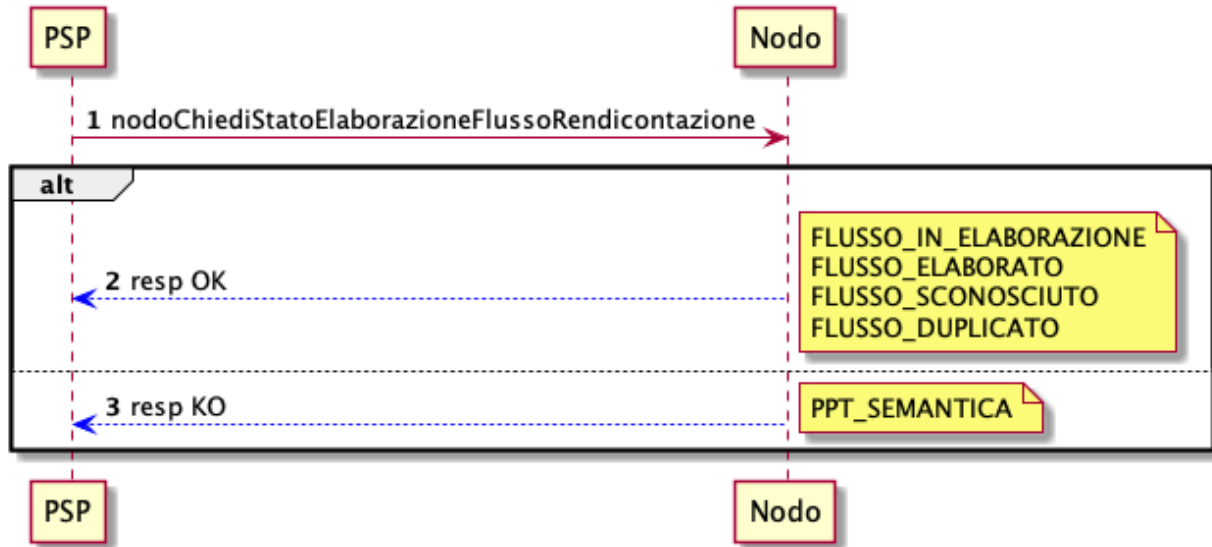 PSP Nodo
1 nodoChiediStatoElaborazioneFlussoRendicontazione
alt
FLUSSO_IN_ELABORAZIONE
FLUSSO_ELABORATO
2 resp OK
FLUSSO_SCONOSCIUTO
FLUSSO_DUPLICATO
3 resp KO
PPT_SEMANTICA
PSP Nodo